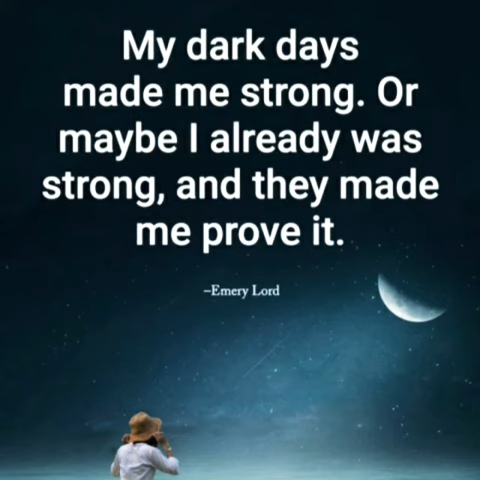 My dark days
made me strong. Or
maybe I already was
strong, and they made
me prove it.
–Emery Lord